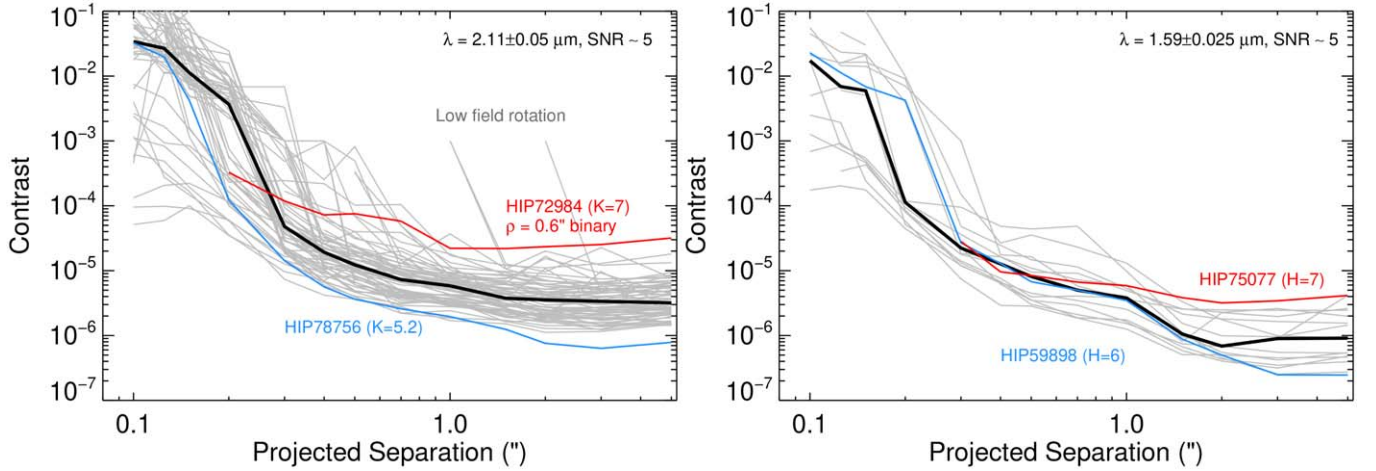 λ = 2.11±0.05 μm, SNR ~ 5
10⁻¹
10⁻²
10⁻³
10⁻⁴
10⁻⁵
10⁻⁶
10⁻⁷
Contrast
Low field rotation
HIP72984 (K=7)
ρ = 0.6" binary
HIP78756 (K=5.2)
0.1
1.0
Projected Separation (")
λ = 1.59±0.025 μm, SNR ~ 5
10⁻¹
10⁻²
10⁻³
10⁻⁴
10⁻⁵
10⁻⁶
10⁻⁷
Contrast
HIP75077 (H=7)
HIP59898 (H=6)
0.1
1.0
Projected Separation (")